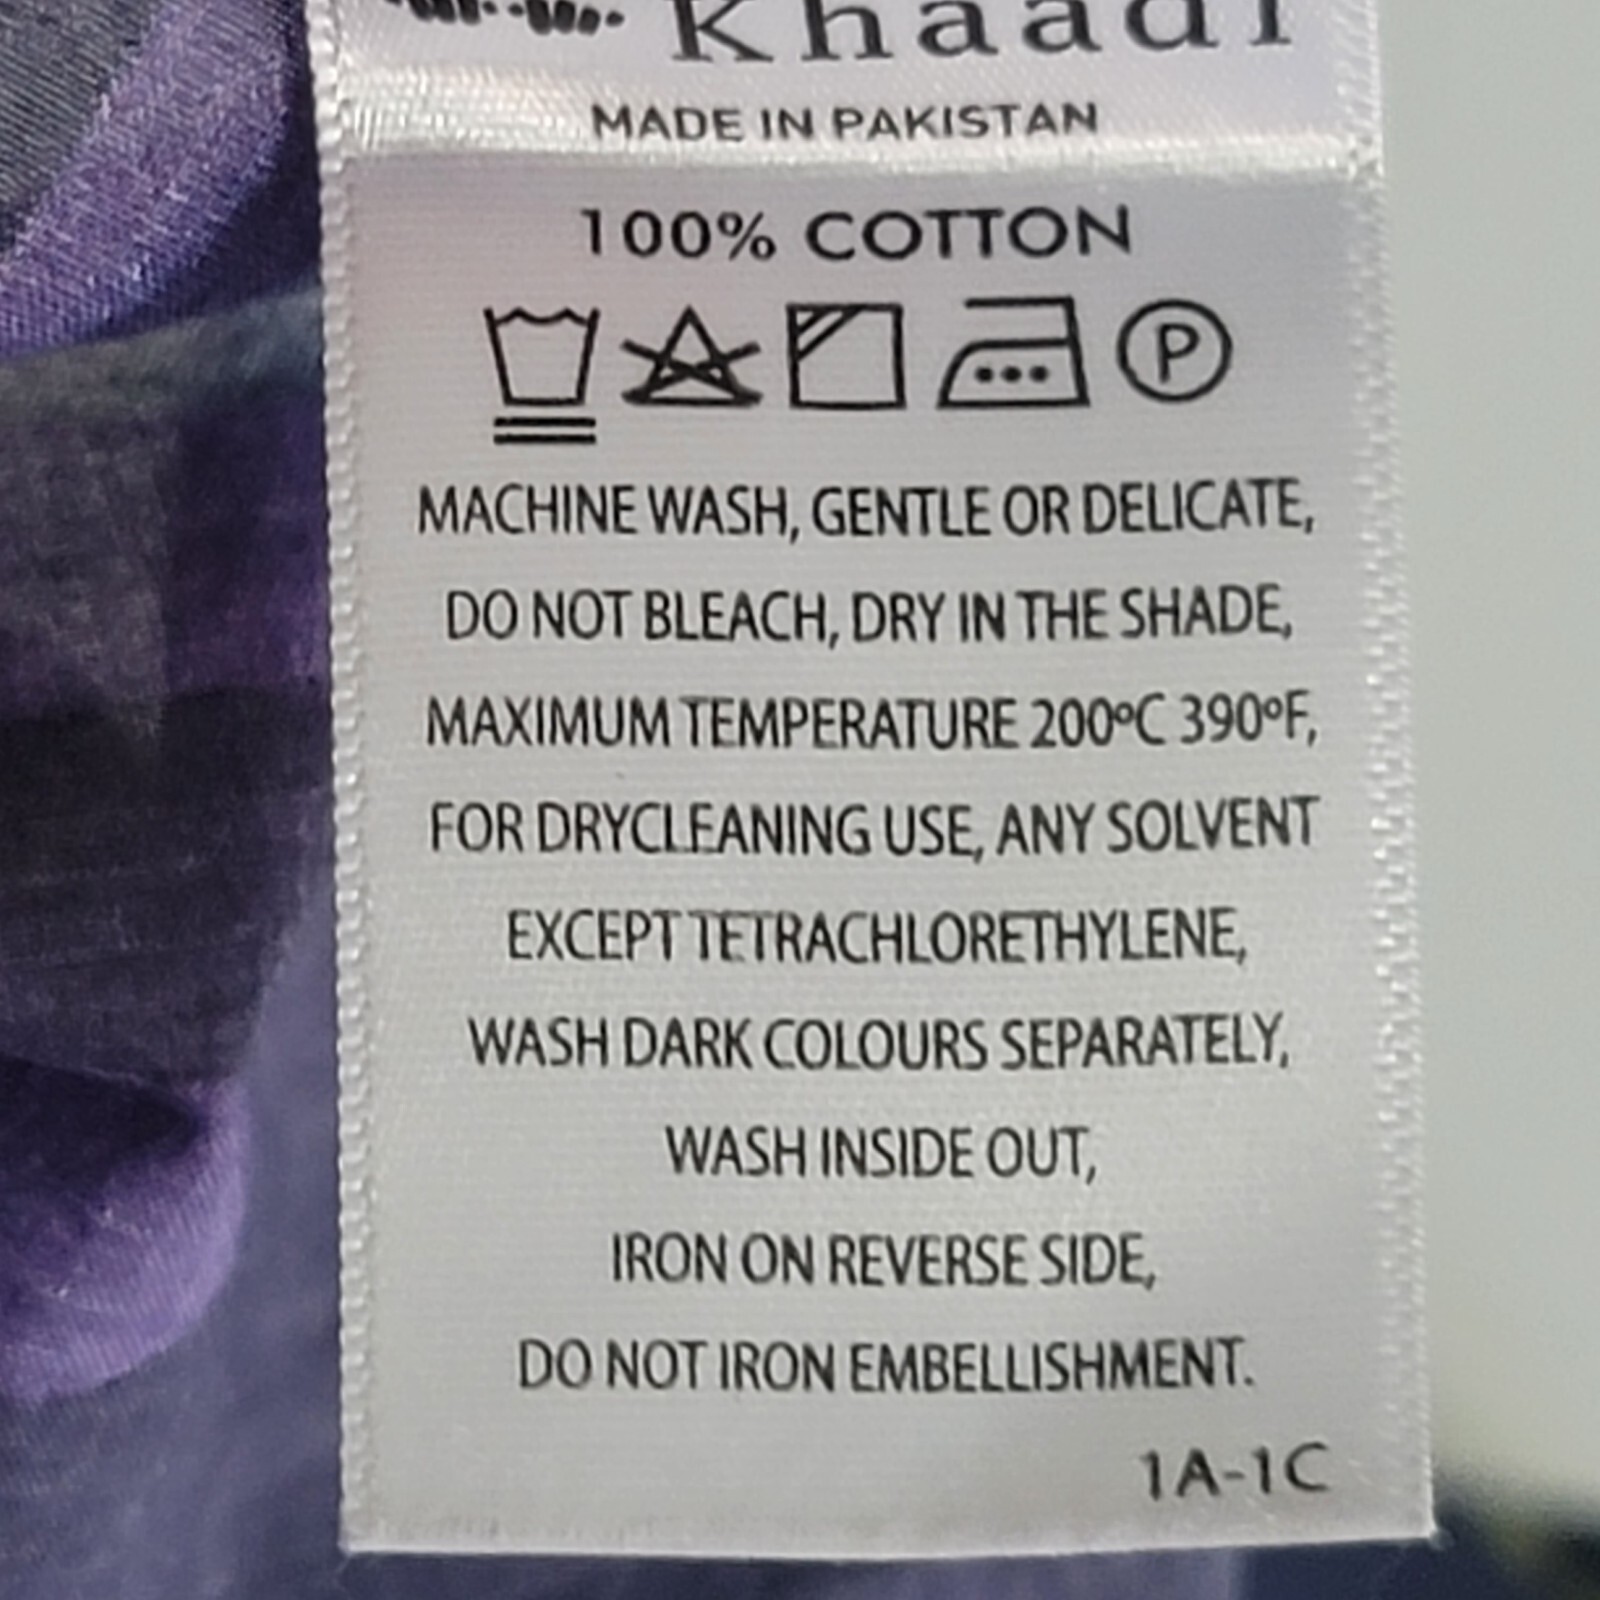 Khaadi
MADE IN PAKISTAN
100% COTTON
P
MACHINE WASH, GENTLE OR DELICATE,
DO NOT BLEACH, DRY IN THE SHADE,
MAXIMUM TEMPERATURE 200ºC 390ºF,
FOR DRYCLEANING USE, ANY SOLVENT
EXCEPT TETRACHLORETHYLENE,
WASH DARK COLOURS SEPARATELY,
WASH INSIDE OUT,
IRON ON REVERSE SIDE,
DO NOT IRON EMBELLISHMENT.
1A-1C